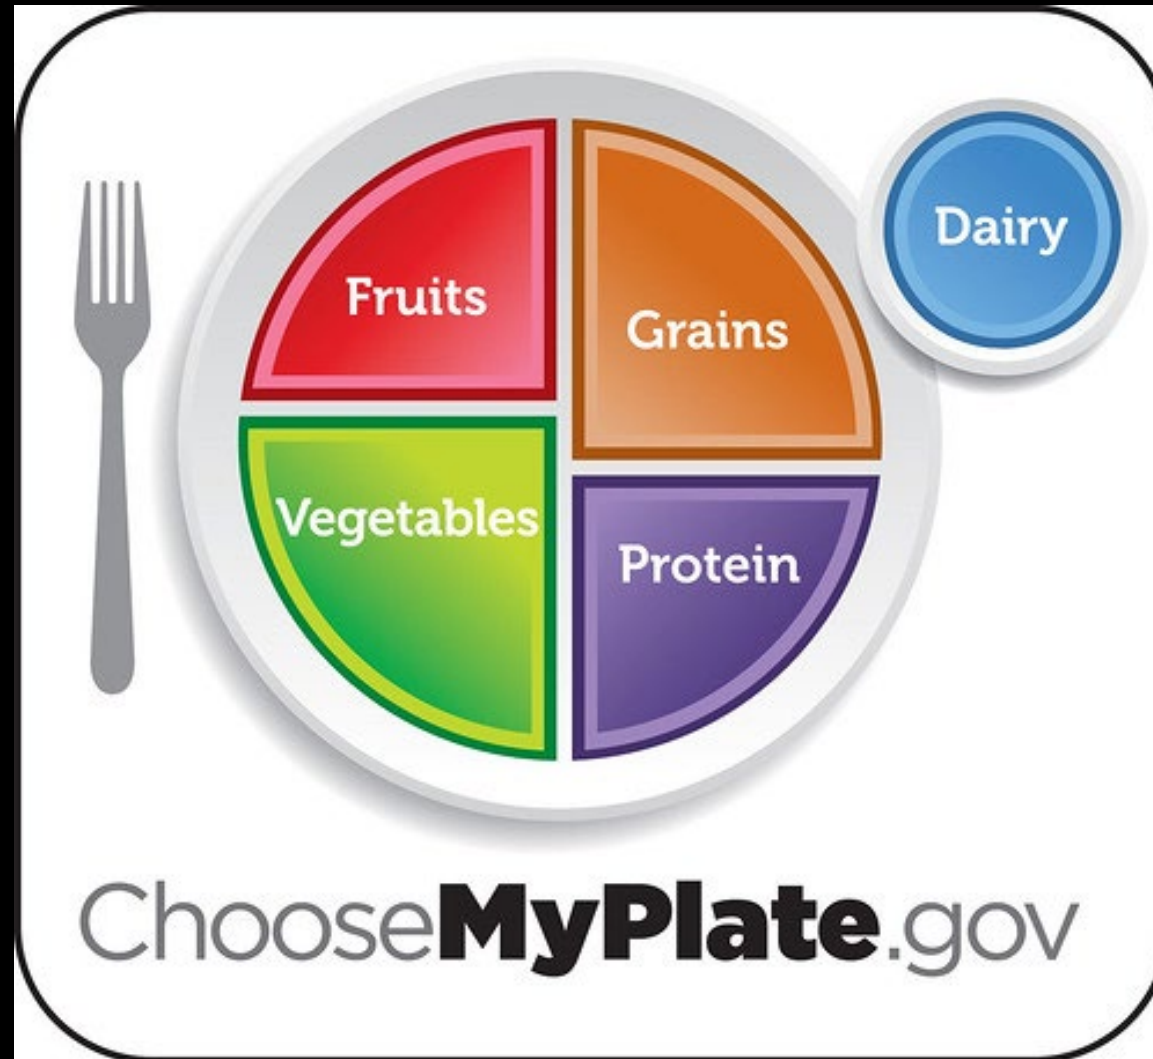 Fruits
Grains
Dairy
Vegetables
Protein
ChooseMyPlate.gov